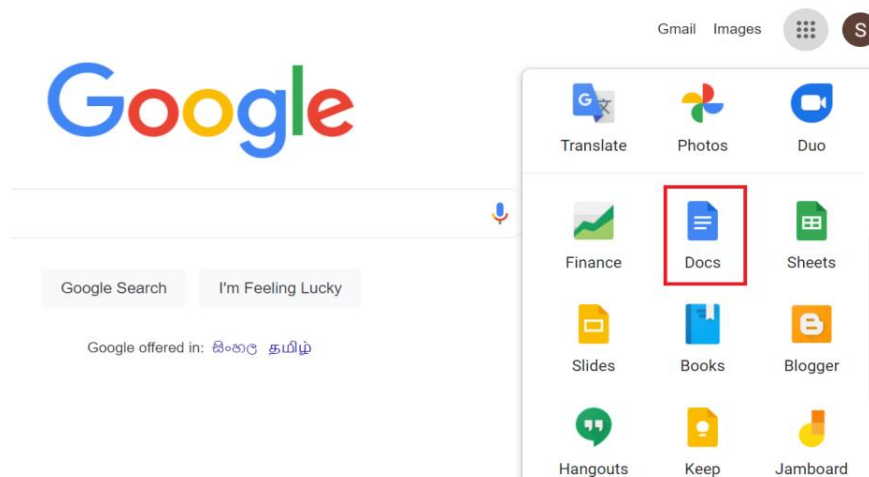 Gmail Images S
Google
Translate Photos Duo
Finance Docs Sheets
Google Search I'm Feeling Lucky
Slides Books Blogger
Google offered in: සිංහල தமிழ்
Hangouts Keep Jamboard